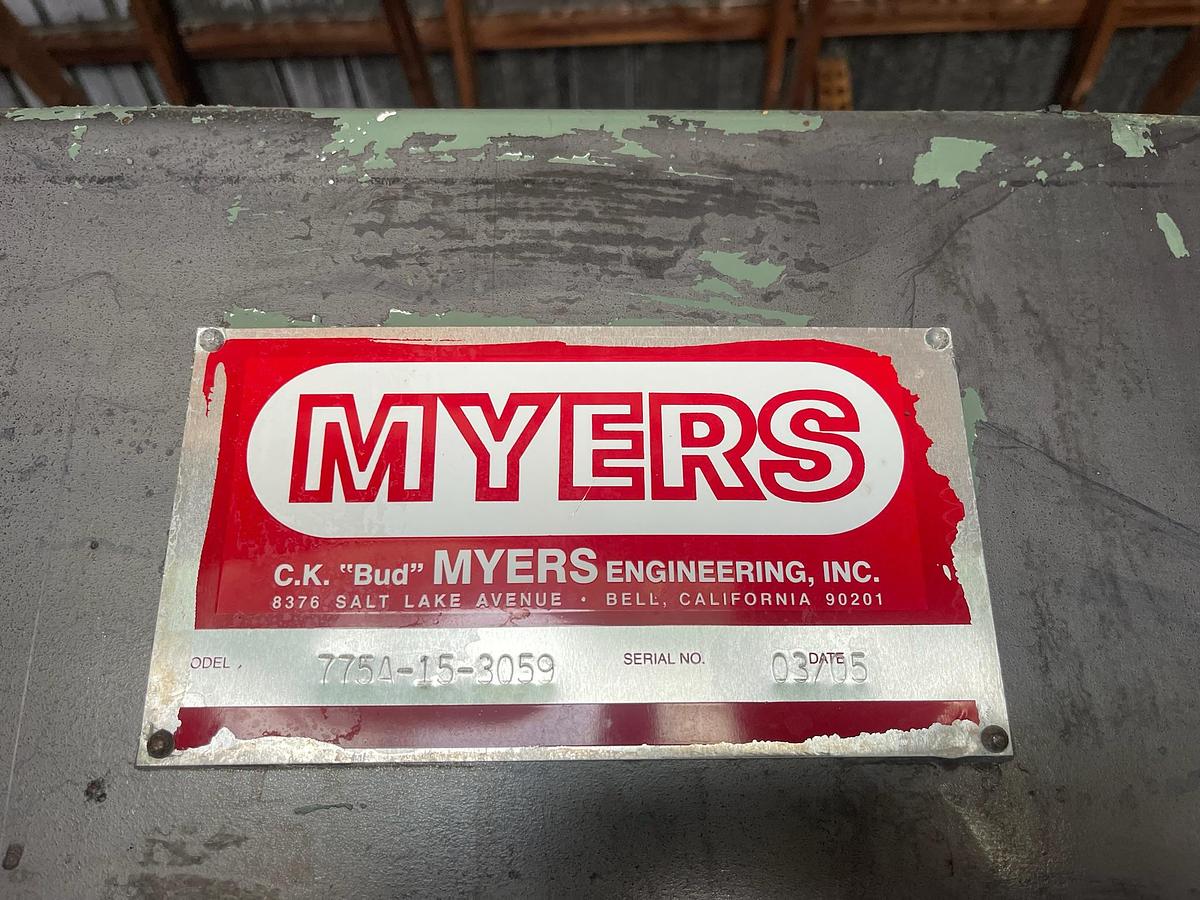 MYERS
C.K. "Bud" MYERS ENGINEERING, INC.
8376 SALT LAKE AVENUE • BELL, CALIFORNIA 90201
ODEL 775A-15-3059 SERIAL NO. DATE 03/05